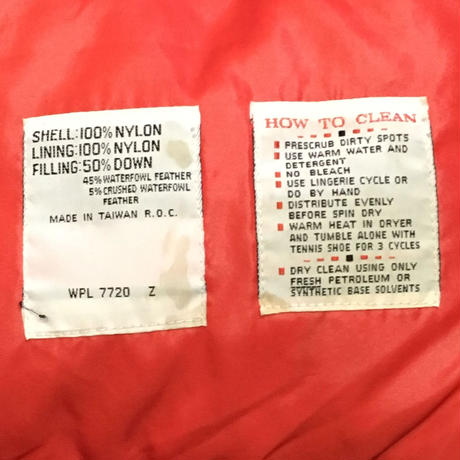 SHELL: 100% NYLON
LINING: 100% NYLON
FILLING: 50% DOWN
45% WATERFOWL FEATHER
5% CRUSHED WATERFOWL
FEATHER
MADE IN TAIWAN R.O.C.
WPL 7720 Z
HOW TO CLEAN
PRESCRUB DIRTY SPOTS
USE WARM WATER AND
DETERGENT
NO BLEACH
USE LINGERIE CYCLE OR
DO BY HAND
DISTRIBUTE EVENLY
BEFORE SPIN DRY
WARM HEAT IN DRYER
AND TUMBLE ALONE WITH
TENNIS SHOE FOR 3 CYCLES
DRY CLEAN USING ONLY
FRESH PETROLEUM OR
SYNTHETIC BASE SOLVENTS